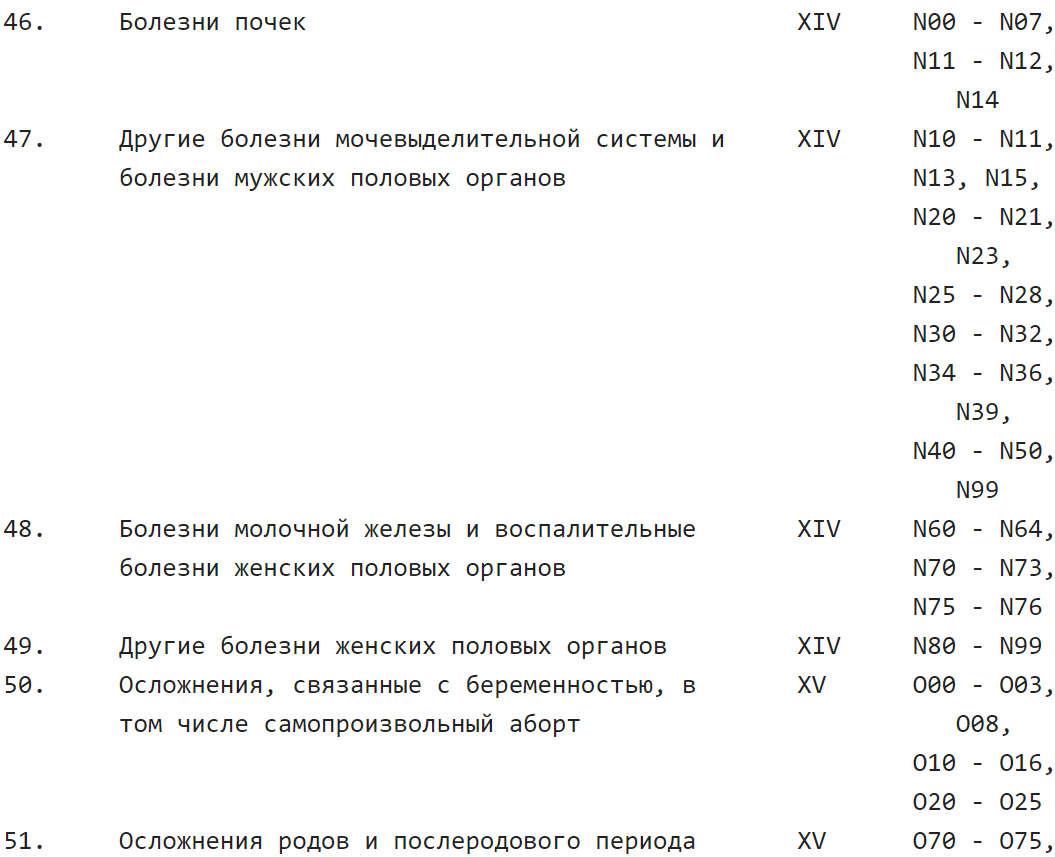 46. Болезни почек XIV N00 - N07,
N11 - N12,
N14
47. Другие болезни мочевыделительной системы и XIV N10 - N11,
болезни мужских половых органов N13, N15,
N20 - N21,
N23,
N25 - N28,
N30 - N32,
N34 - N36,
N39,
N40 - N50,
N99
48. Болезни молочной железы и воспалительные XIV N60 - N64,
болезни женских половых органов N70 - N73,
N75 - N76
49. Другие болезни женских половых органов XIV N80 - N99
50. Осложнения, связанные с беременностью, в XV O00 - O03,
том числе самопроизвольный аборт O08,
O10 - O16,
O20 - O25
51. Осложнения родов и послеродового периода XV O70 - O75,